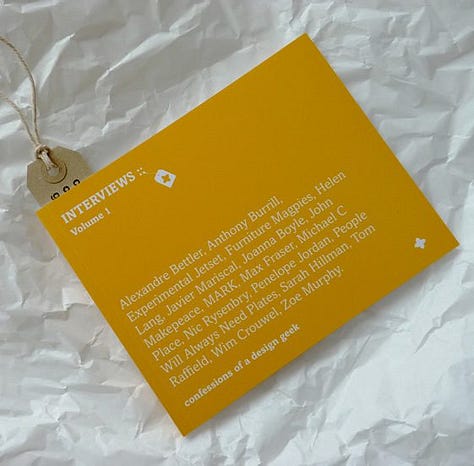 INTERVIEWS
Volume 1
Alexandre Bettler, Anthony Burrill,
Experimental Jetset, Furniture Magpies, Helen
Lang, Javier Mariscal, Joanna Boyle, John
Makepeace, MARK, Max Fraser, Michael C
Place, Nic Rysenbry, Penelope Jordan, People
Will Always Need Plates, Sarah Hillman, Tom
Raffield, Wim Crouwel, Zoe Murphy.
confessions of a design geek